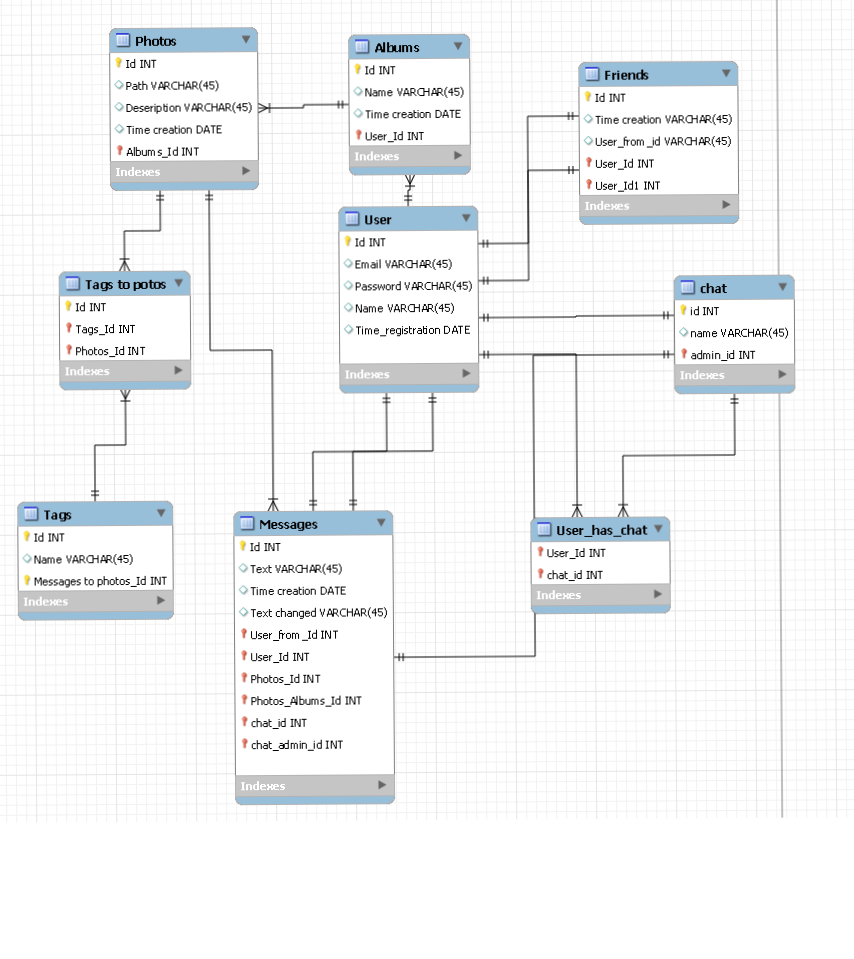 Photos
Id INT
Path VARCHAR(45)
Deseription VARCHAR(45)
Time creation DATE
Albums_Id INT
Indexes
Albums
Id INT
Name VARCHAR(45)
Time creation DATE
User_Id INT
Indexes
Friends
Id INT
Time creation VARCHAR(45)
User_from_id VARCHAR(45)
User_Id INT
User_Id1 INT
Indexes
User
Id INT
Email VARCHAR(45)
Password VARCHAR(45)
Name VARCHAR(45)
Time_registration DATE
Indexes
Tags to potos
Id INT
Tags_Id INT
Photos_Id INT
Indexes
chat
id INT
name VARCHAR(45)
admin_id INT
Indexes
Tags
Id INT
Name VARCHAR(45)
Messages to photos_Id INT
Indexes
Messages
Id INT
Text VARCHAR(45)
Time creation DATE
Text changed VARCHAR(45)
User_from _Id INT
User_Id INT
Photos_Id INT
Photos_Albums_Id INT
chat_id INT
chat_admin_id INT
Indexes
User_has_chat
User_Id INT
chat_id INT
Indexes